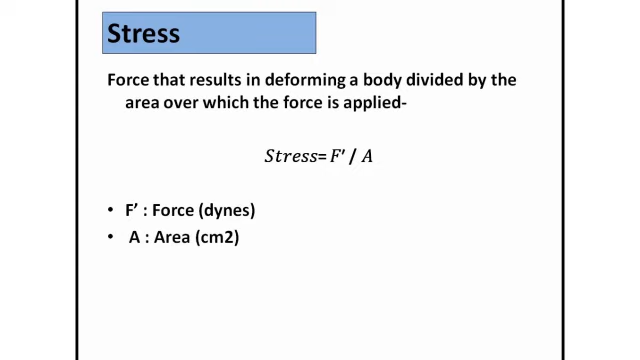 Stress
Force that results in deforming a body divided by the
area over which the force is applied-
Stress= F′ / A
• F’ : Force (dynes)
• A : Area (cm2)